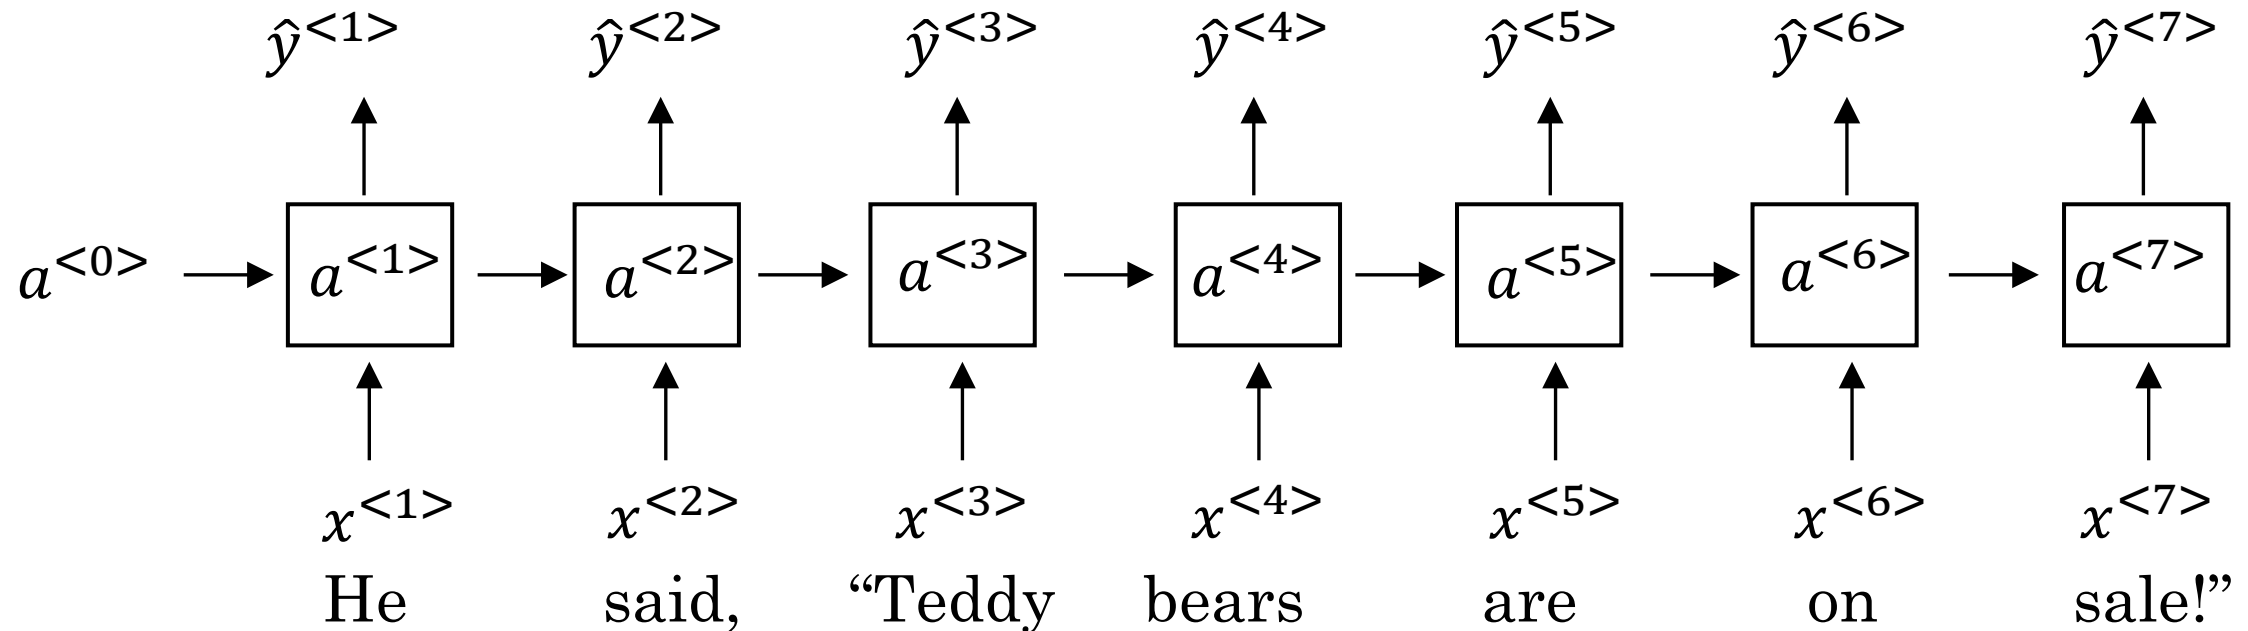 ŷ<1> ŷ<2> ŷ<3> ŷ<4> ŷ<5> ŷ<6> ŷ<7>
a<0> a<1> a<2> a<3> a<4> a<5> a<6> a<7>
x<1> x<2> x<3> x<4> x<5> x<6> x<7>
He said, “Teddy bears are on sale!”